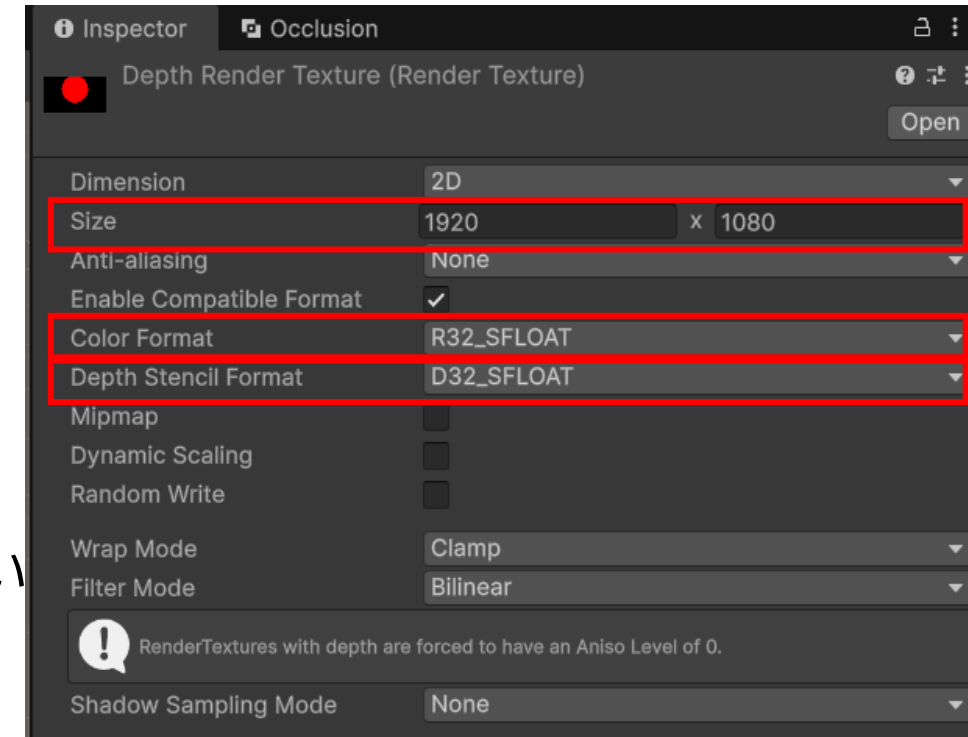 Inspector Occlusion
Depth Render Texture (Render Texture)
Open
Dimension 2D
Size 1920 x 1080
Anti-aliasing None
Enable Compatible Format
Color Format R32_SFLOAT
Depth Stencil Format D32_SFLOAT
Mipmap
Dynamic Scaling
Random Write
Wrap Mode Clamp
Filter Mode Bilinear
RenderTextures with depth are forced to have an Aniso Level of 0.
Shadow Sampling Mode None